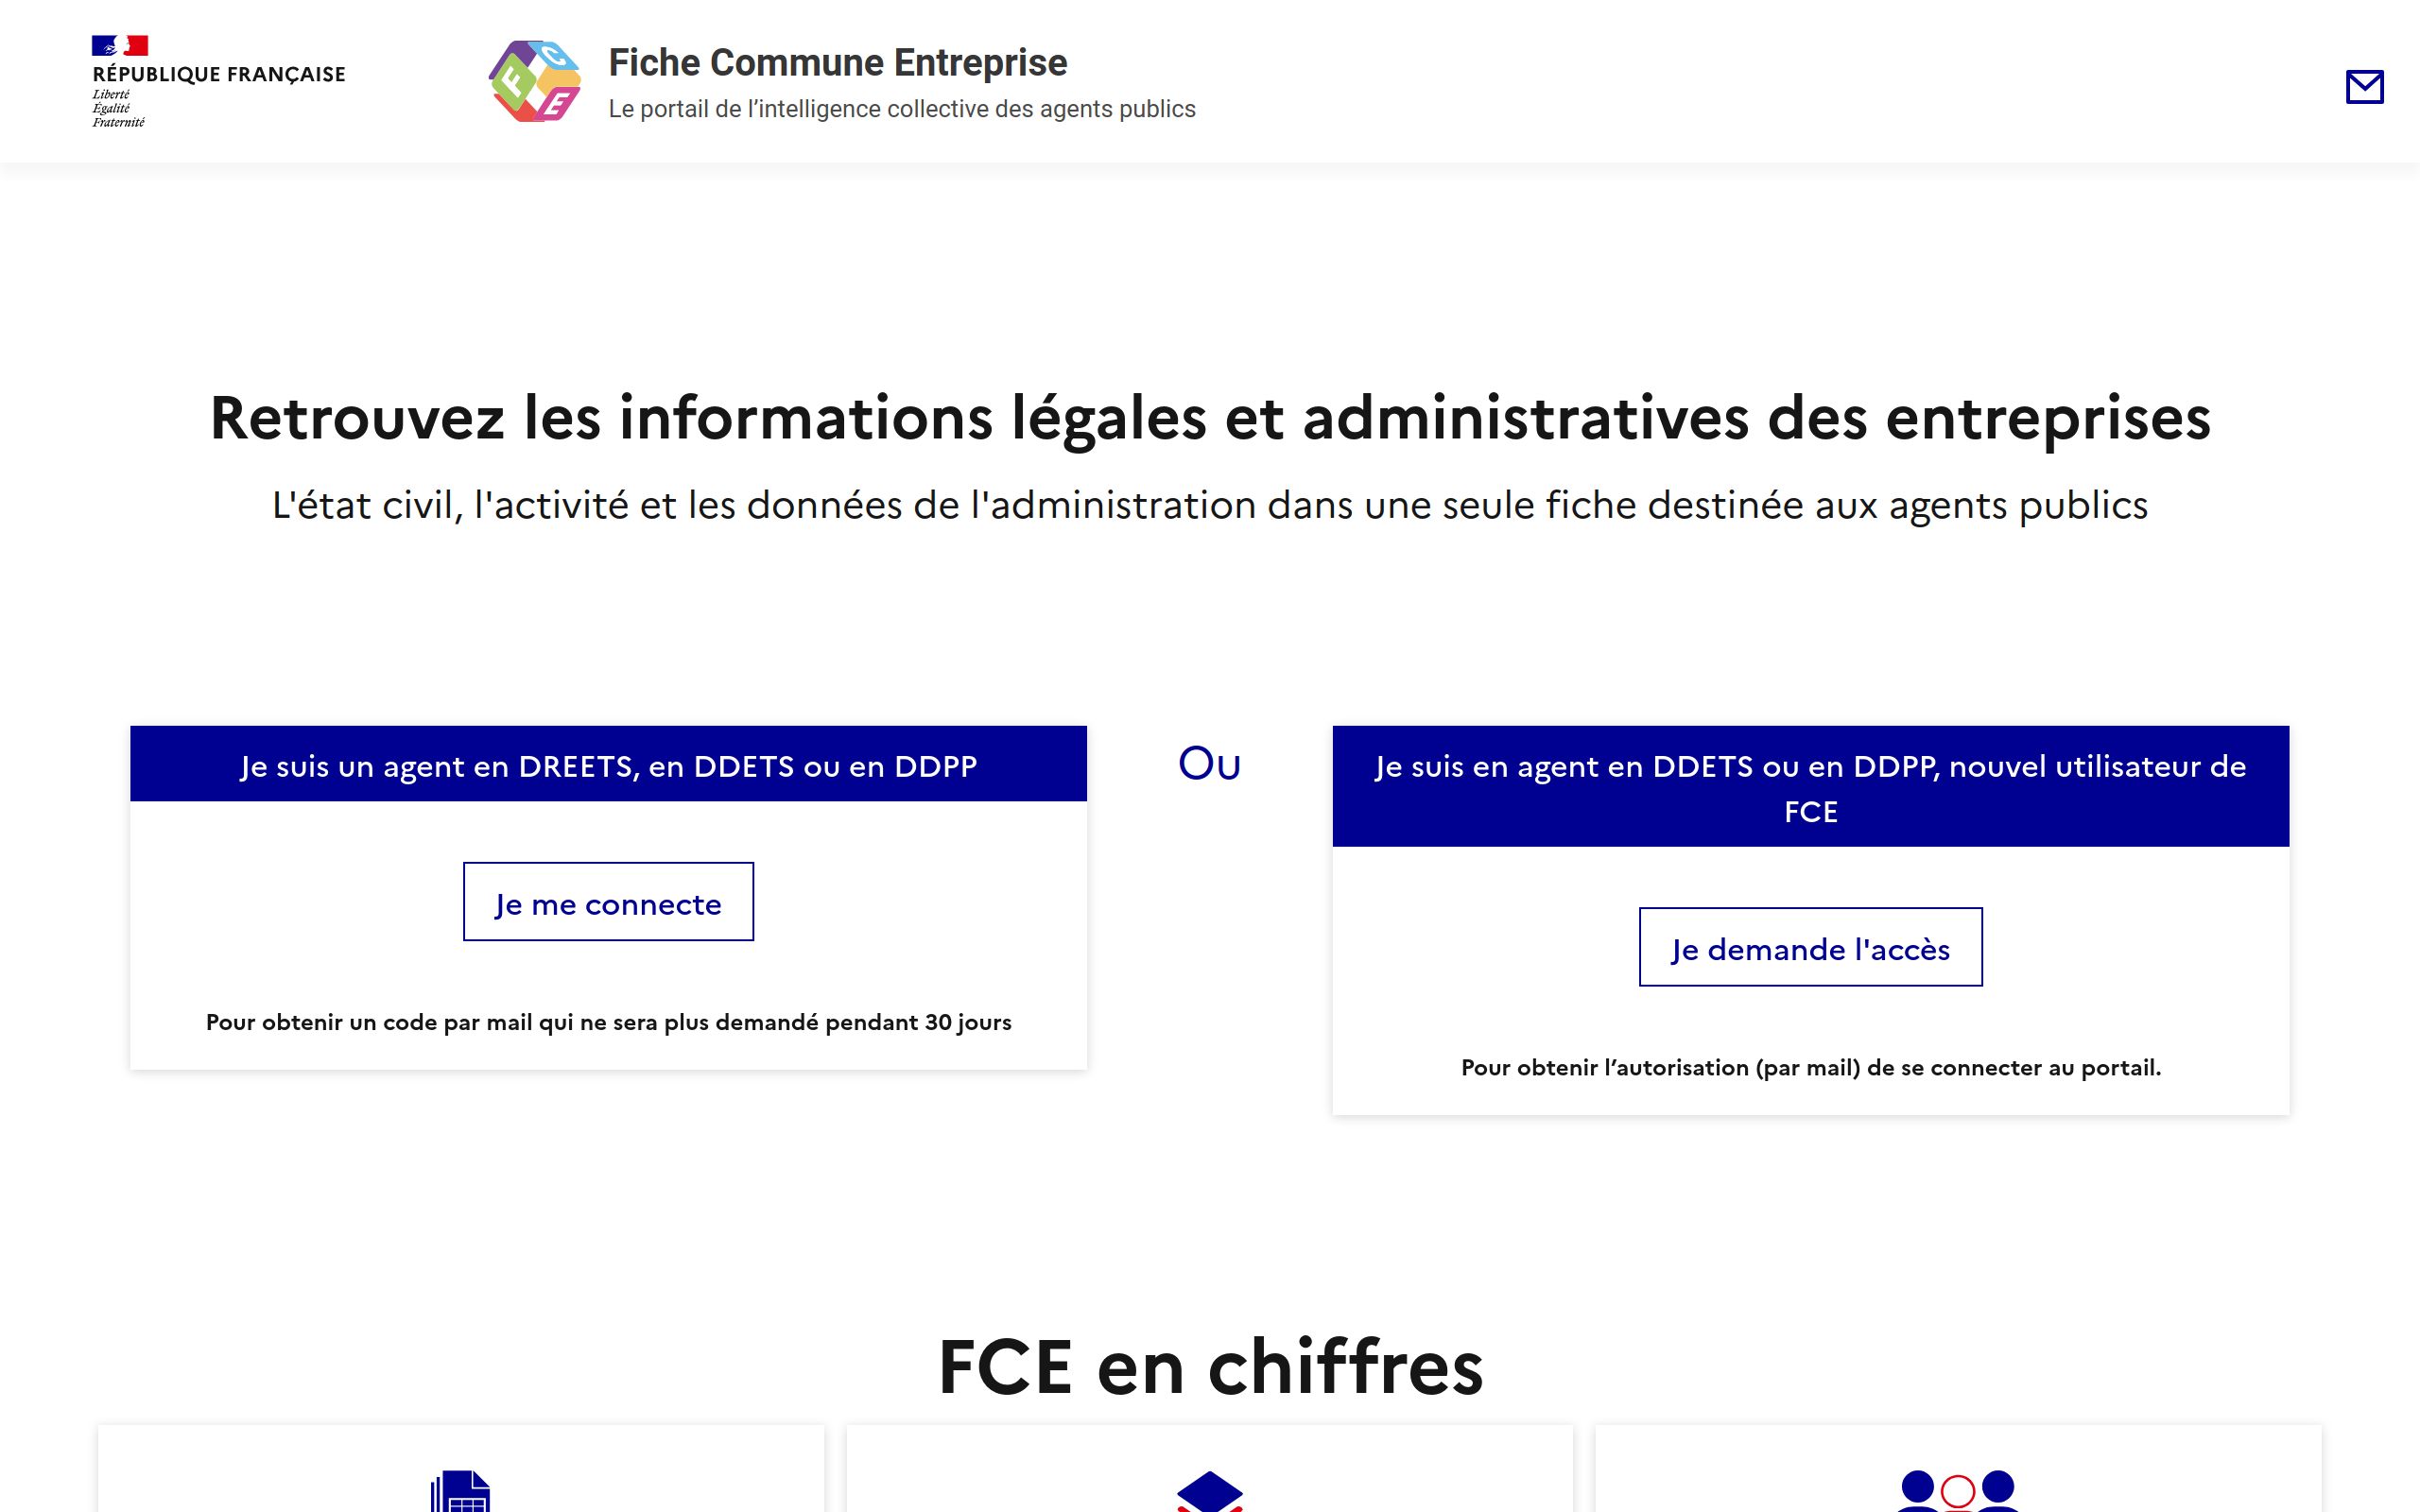 RÉPUBLIQUE FRANÇAISE
Liberté
Égalité
Fraternité
F C E
Fiche Commune Entreprise
Le portail de l’intelligence collective des agents publics
Retrouvez les informations légales et administratives des entreprises
L'état civil, l'activité et les données de l'administration dans une seule fiche destinée aux agents publics
Je suis un agent en DREETS, en DDETS ou en DDPP
Je me connecte
Pour obtenir un code par mail qui ne sera plus demandé pendant 30 jours
Ou
Je suis en agent en DDETS ou en DDPP, nouvel utilisateur de
FCE
Je demande l'accès
Pour obtenir l’autorisation (par mail) de se connecter au portail.
FCE en chiffres